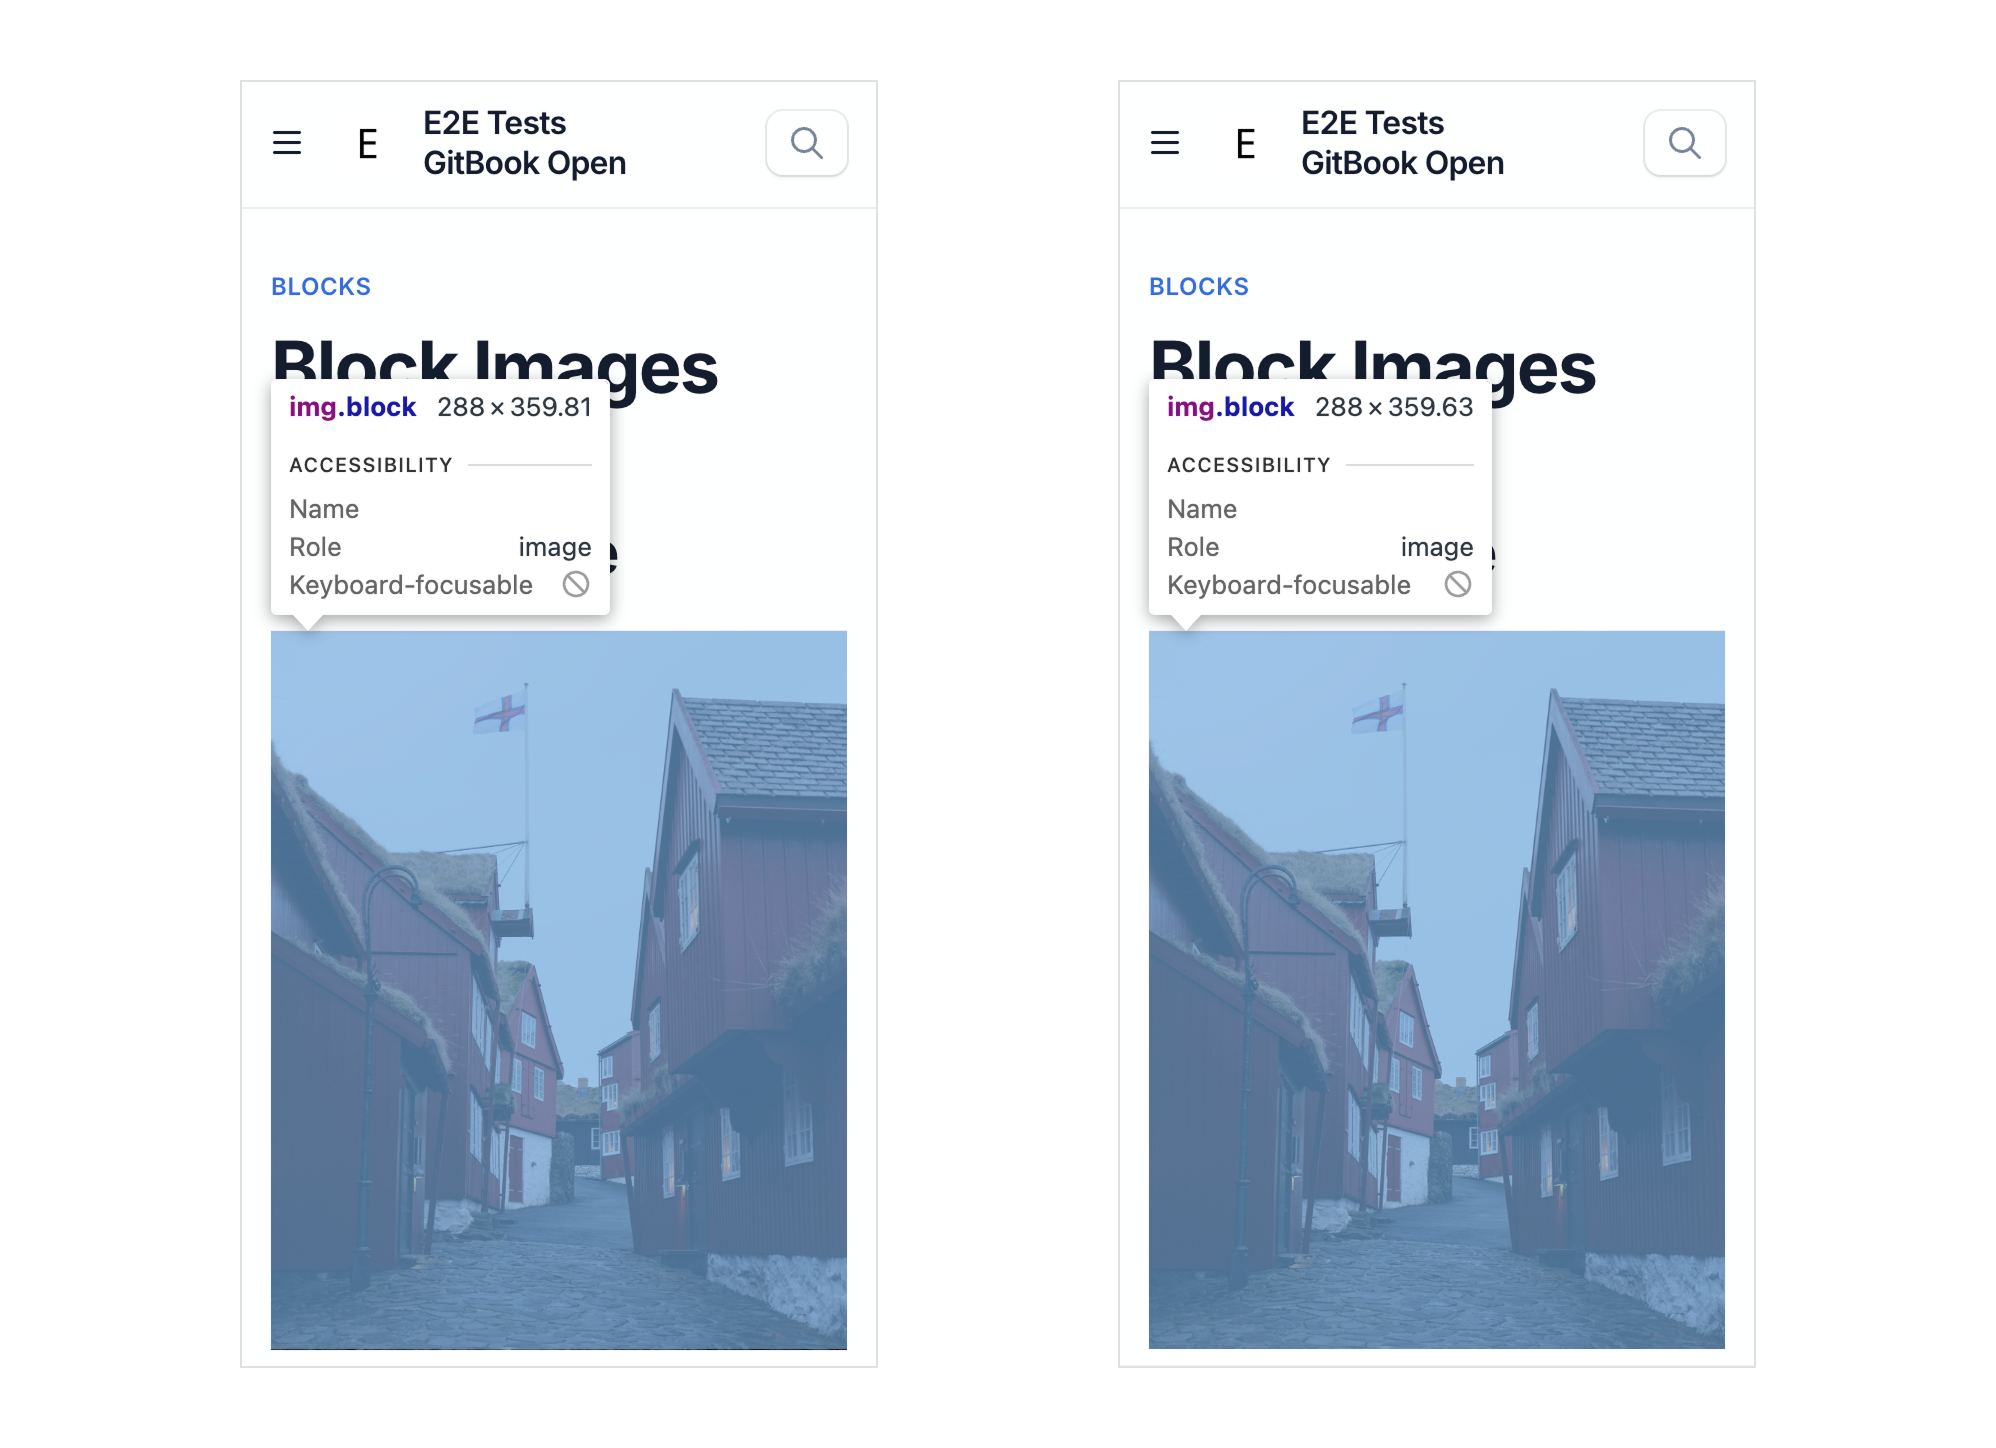 E
E2E Tests
GitBook Open
BLOCKS
Block Images
img.block 288 × 359.81
ACCESSIBILITY
Name
Role image
Keyboard-focusable
E
E2E Tests
GitBook Open
BLOCKS
Block Images
img.block 288 × 359.63
ACCESSIBILITY
Name
Role image
Keyboard-focusable